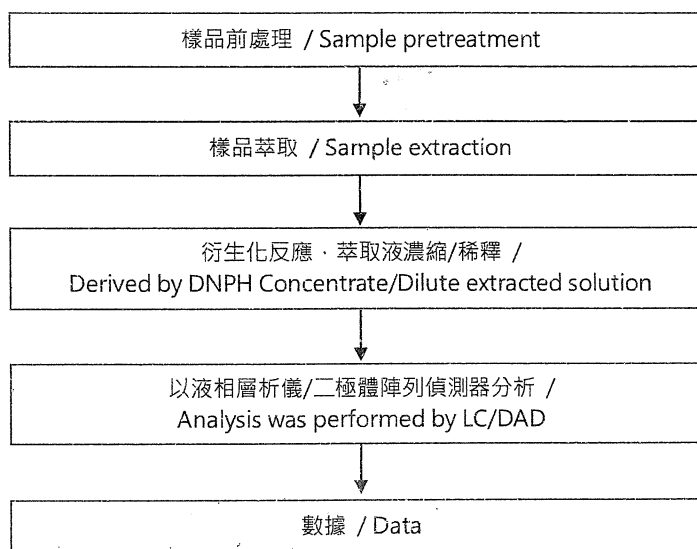 樣品前處理 / Sample pretreatment
樣品萃取 / Sample extraction
衍生化反應．萃取液濃縮/稀釋 /
Derived by DNPH Concentrate/Dilute extracted solution
以液相層析儀/二極體陣列偵測器分析 /
Analysis was performed by LC/DAD
數據 / Data